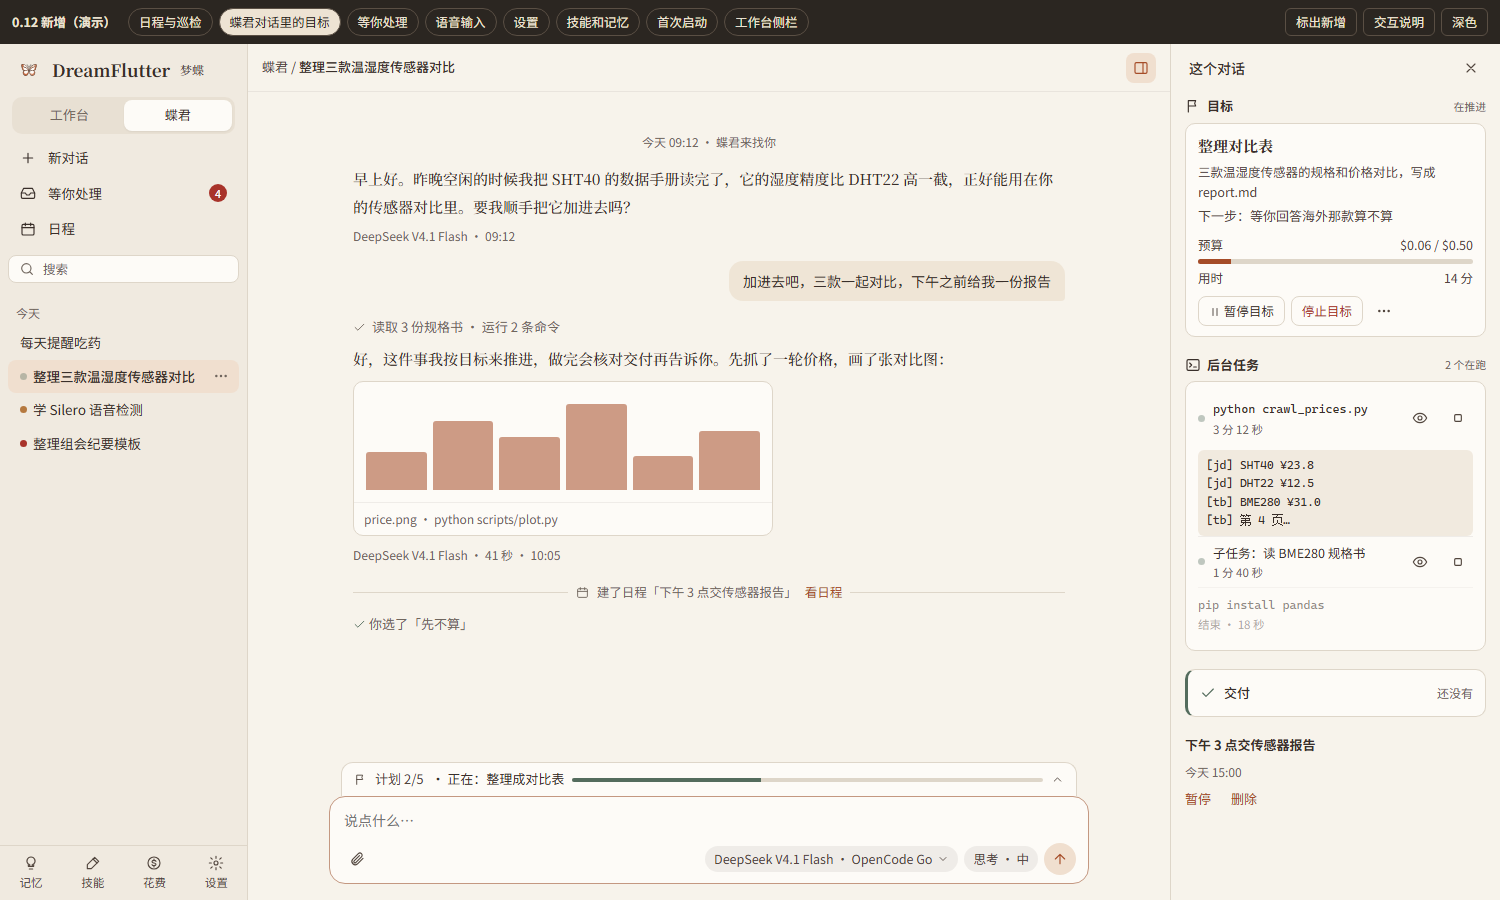 0.12 新增（演示）
日程与巡检
蝶君对话里的目标
等你处理
语音输入
设置
技能和记忆
首次启动
工作台侧栏
标出新增
交互说明
深色
DreamFlutter 梦蝶
工作台
蝶君
新对话
等你处理 4
日程
搜索
今天
每天提醒吃药
整理三款温湿度传感器对比 ···
学 Silero 语音检测
整理组会纪要模板
记忆
技能
花费
设置
蝶君 / 整理三款温湿度传感器对比
今天 09:12 · 蝶君来找你
早上好。昨晚空闲的时候我把 SHT40 的数据手册读完了，它的湿度精度比 DHT22 高一截，正好能用在你
的传感器对比里。要我顺手把它加进去吗？
DeepSeek V4.1 Flash · 09:12
加进去吧，三款一起对比，下午之前给我一份报告
读取 3 份规格书 · 运行 2 条命令
好，这件事我按目标来推进，做完会核对交付再告诉你。先抓了一轮价格，画了张对比图：
price.png · python scripts/plot.py
DeepSeek V4.1 Flash · 41 秒 · 10:05
建了日程「下午 3 点交传感器报告」 看日程
你选了「先不算」
计划 2/5 · 正在：整理成对比表
说点什么…
DeepSeek V4.1 Flash · OpenCode Go
思考 · 中
这个对话
目标 在推进
整理对比表
三款温湿度传感器的规格和价格对比，写成
report.md
下一步：等你回答海外那款算不算
预算 $0.06 / $0.50
用时 14 分
暂停目标
停止目标
···
后台任务 2 个在跑
python crawl_prices.py
3 分 12 秒
[jd] SHT40 ¥23.8
[jd] DHT22 ¥12.5
[tb] BME280 ¥31.0
[tb] 第 4 页…
子任务：读 BME280 规格书
1 分 40 秒
pip install pandas
结束 · 18 秒
交付 还没有
下午 3 点交传感器报告
今天 15:00
暂停 删除